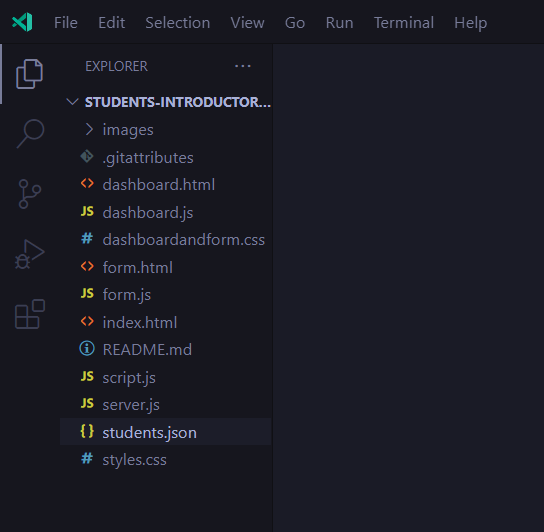 File Edit Selection View Go Run Terminal Help
EXPLORER ...
STUDENTS-INTRODUCTOR...
images
.gitattributes
dashboard.html
JS dashboard.js
# dashboardandform.css
form.html
JS form.js
index.html
README.md
JS script.js
JS server.js
{} students.json
# styles.css